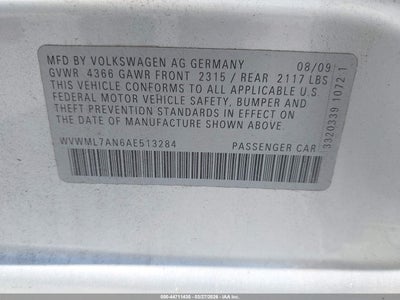 MFD BY VOLKSWAGEN AG GERMANY 08/09
GVWR 4366 GAWR FRONT 2315 / REAR 2117 LBS
THIS VEHICLE CONFORMS TO ALL APPLICABLE U.S
FEDERAL MOTOR VEHICLE SAFETY, BUMPER AND
THEFT PREVENTION STANDARDS IN EFFECT ON THE
DATE OF MANUFACTURE SHOWN ABOVE.
WVWML7AN6AE513284 PASSENGER CAR
3320339 1072 1